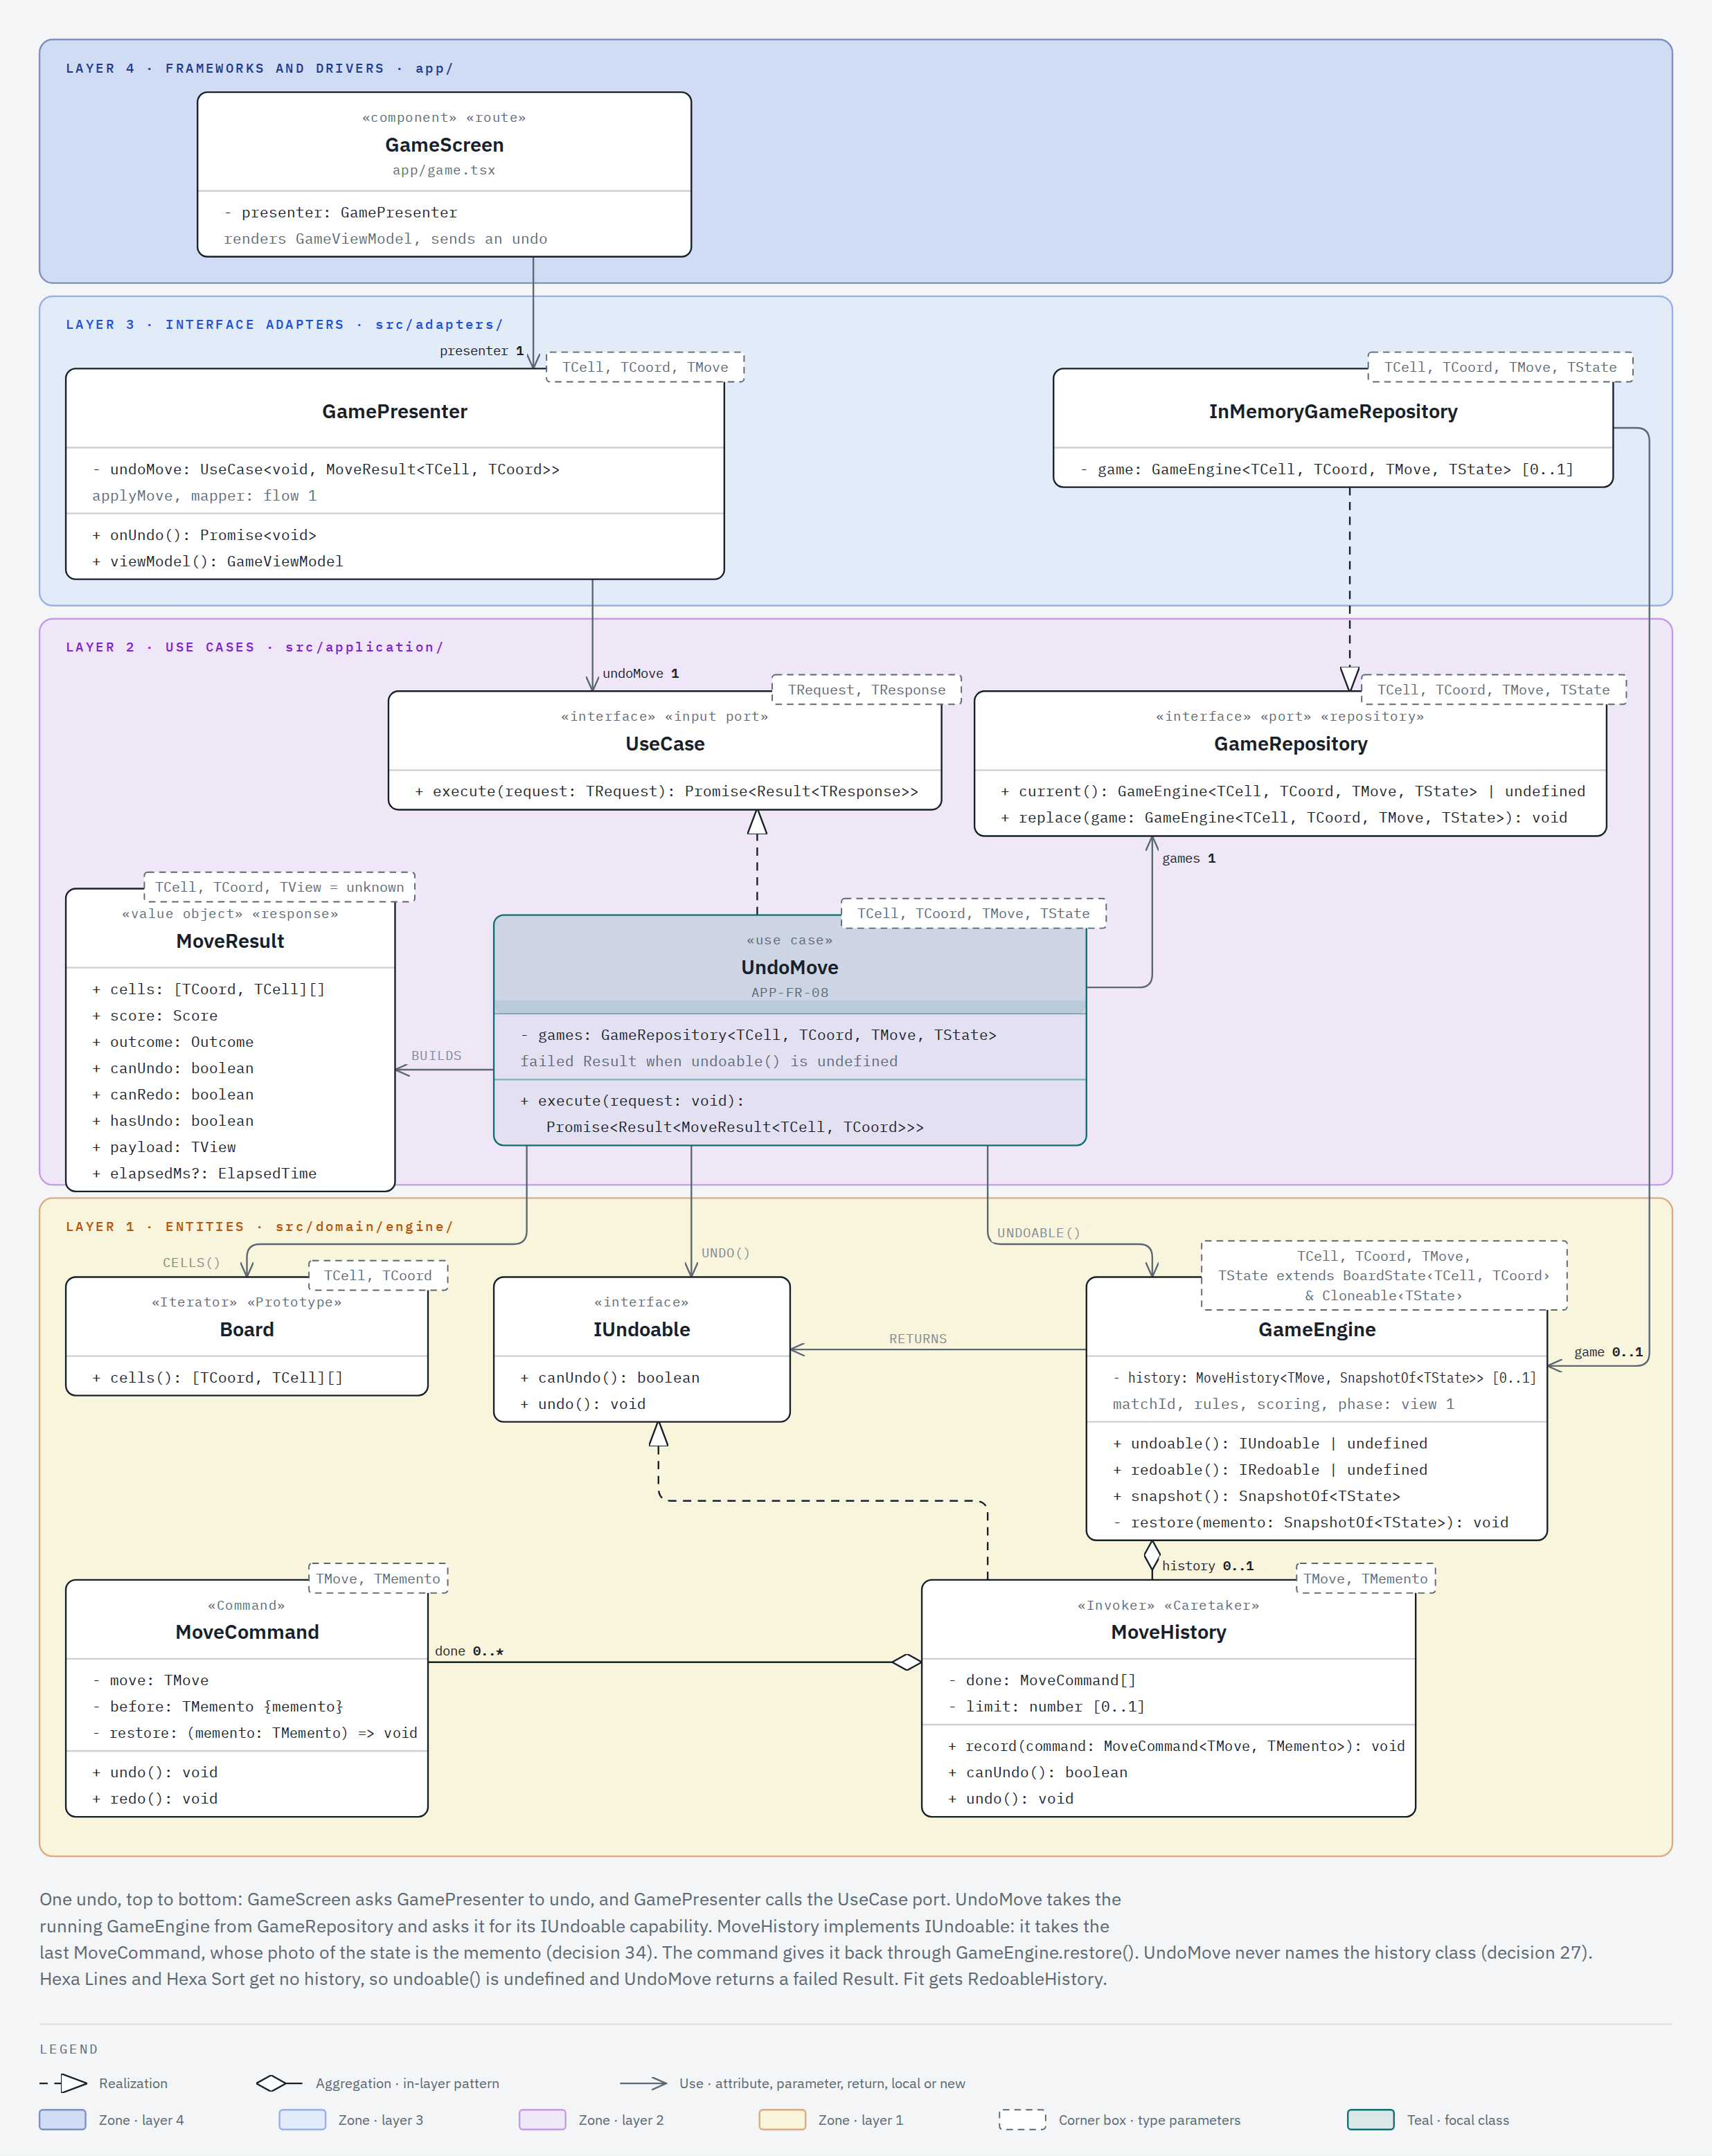 LAYER 4 · FRAMEWORKS AND DRIVERS · app/
«component» «route»
GameScreen
app/game.tsx
- presenter: GamePresenter
renders GameViewModel, sends an undo
LAYER 3 · INTERFACE ADAPTERS · src/adapters/
presenter 1
TCell, TCoord, TMove
GamePresenter
- undoMove: UseCase<void, MoveResult<TCell, TCoord>>
applyMove, mapper: flow 1
+ onUndo(): Promise<void>
+ viewModel(): GameViewModel
TCell, TCoord, TMove, TState
InMemoryGameRepository
- game: GameEngine<TCell, TCoord, TMove, TState> [0..1]
LAYER 2 · USE CASES · src/application/
undoMove 1
TRequest, TResponse
«interface» «input port»
UseCase
+ execute(request: TRequest): Promise<Result<TResponse>>
TCell, TCoord, TMove, TState
«interface» «port» «repository»
GameRepository
+ current(): GameEngine<TCell, TCoord, TMove, TState> | undefined
+ replace(game: GameEngine<TCell, TCoord, TMove, TState>): void
games 1
TCell, TCoord, TView = unknown
«value object» «response»
MoveResult
+ cells: [TCoord, TCell][]
+ score: Score
+ outcome: Outcome
+ canUndo: boolean
+ canRedo: boolean
+ hasUndo: boolean
+ payload: TView
+ elapsedMs?: ElapsedTime
BUILDS
TCell, TCoord, TMove, TState
«use case»
UndoMove
APP-FR-08
- games: GameRepository<TCell, TCoord, TMove, TState>
failed Result when undoable() is undefined
+ execute(request: void):
Promise<Result<MoveResult<TCell, TCoord>>>
LAYER 1 · ENTITIES · src/domain/engine/
CELLS()
UNDO()
UNDOABLE()
TCell, TCoord
«Iterator» «Prototype»
Board
+ cells(): [TCoord, TCell][]
«interface»
IUndoable
+ canUndo(): boolean
+ undo(): void
RETURNS
TCell, TCoord, TMove,
TState extends BoardState‹TCell, TCoord›
& Cloneable‹TState›
GameEngine
- history: MoveHistory<TMove, SnapshotOf<TState>> [0..1]
matchId, rules, scoring, phase: view 1
+ undoable(): IUndoable | undefined
+ redoable(): IRedoable | undefined
+ snapshot(): SnapshotOf<TState>
- restore(memento: SnapshotOf<TState>): void
game 0..1
history 0..1
TMove, TMemento
«Command»
MoveCommand
- move: TMove
- before: TMemento {memento}
- restore: (memento: TMemento) => void
+ undo(): void
+ redo(): void
done 0..*
TMove, TMemento
«Invoker» «Caretaker»
MoveHistory
- done: MoveCommand[]
- limit: number [0..1]
+ record(command: MoveCommand<TMove, TMemento>): void
+ canUndo(): boolean
+ undo(): void
One undo, top to bottom: GameScreen asks GamePresenter to undo, and GamePresenter calls the UseCase port. UndoMove takes the
running GameEngine from GameRepository and asks it for its IUndoable capability. MoveHistory implements IUndoable: it takes the
last MoveCommand, whose photo of the state is the memento (decision 34). The command gives it back through GameEngine.restore(). UndoMove never names the history class (decision 27).
Hexa Lines and Hexa Sort get no history, so undoable() is undefined and UndoMove returns a failed Result. Fit gets RedoableHistory.
LEGEND
Realization
Aggregation · in-layer pattern
Use · attribute, parameter, return, local or new
Zone · layer 4
Zone · layer 3
Zone · layer 2
Zone · layer 1
Corner box · type parameters
Teal · focal class